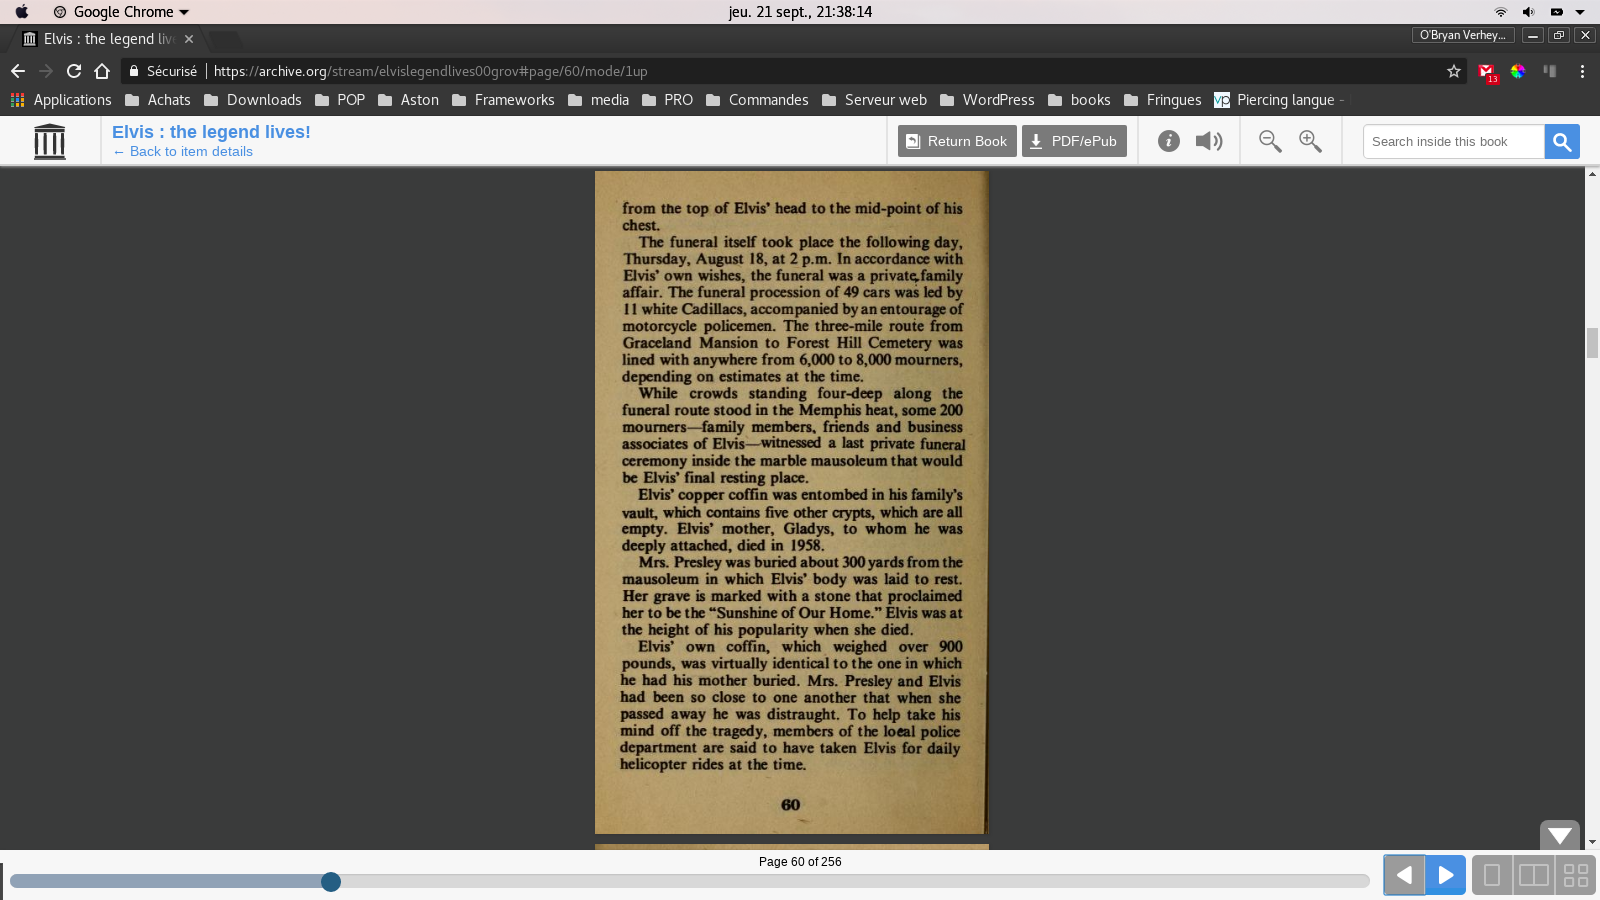 Google Chrome
jeu. 21 sept., 21:38:14
Elvis : the legend liv
O'Bryan Verhey...
Sécurisé
https://archive.org/stream/elvislegendlives00grov#page/60/mode/1up
13
Applications
Achats
Downloads
POP
Aston
Frameworks
media
PRO
Commandes
Serveur web
WordPress
books
Fringues
vp
Piercing langue -
Elvis : the legend lives!
← Back to item details
Return Book
PDF/ePub
Search inside this book
from the top of Elvis' head to the mid-point of his
chest.
The funeral itself took place the following day,
Thursday, August 18, at 2 p.m. In accordance with
Elvis' own wishes, the funeral was a private family
affair. The funeral procession of 49 cars was led by
11 white Cadillacs, accompanied by an entourage of
motorcycle policemen. The three-mile route from
Graceland Mansion to Forest Hill Cemetery was
lined with anywhere from 6,000 to 8,000 mourners,
depending on estimates at the time.
While crowds standing four-deep along the
funeral route stood in the Memphis heat, some 200
mourners—family members, friends and business
associates of Elvis—witnessed a last private funeral
ceremony inside the marble mausoleum that would
be Elvis' final resting place.
Elvis' copper coffin was entombed in his family's
vault, which contains five other crypts, which are all
empty. Elvis' mother, Gladys, to whom he was
deeply attached, died in 1958.
Mrs. Presley was buried about 300 yards from the
mausoleum in which Elvis' body was laid to rest.
Her grave is marked with a stone that proclaimed
her to be the “Sunshine of Our Home.” Elvis was at
the height of his popularity when she died.
Elvis' own coffin, which weighed over 900
pounds, was virtually identical to the one in which
he had his mother buried. Mrs. Presley and Elvis
had been so close to one another that when she
passed away he was distraught. To help take his
mind off the tragedy, members of the local police
department are said to have taken Elvis for daily
helicopter rides at the time.
60
Page 60 of 256